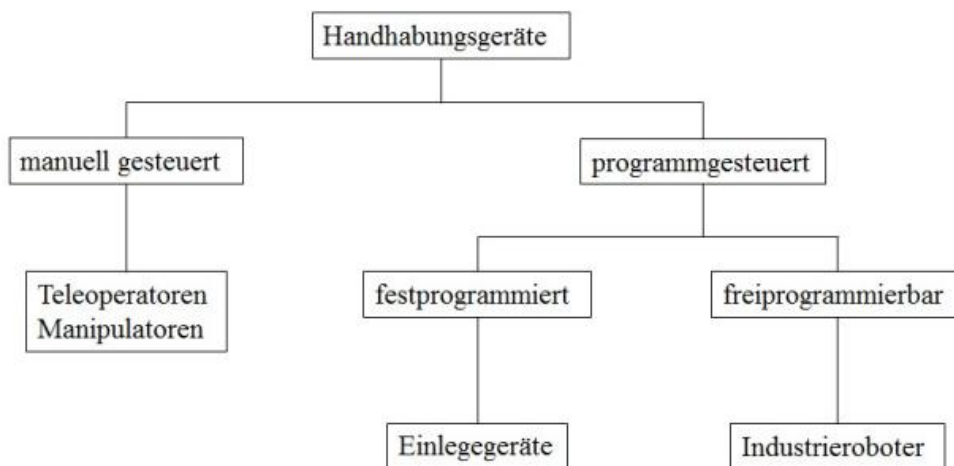 Handhabungsgeräte
manuell gesteuert
programmgesteuert
Teleoperatoren
Manipulatoren
festprogrammiert
freiprogrammierbar
Einlegegeräte
Industrieroboter